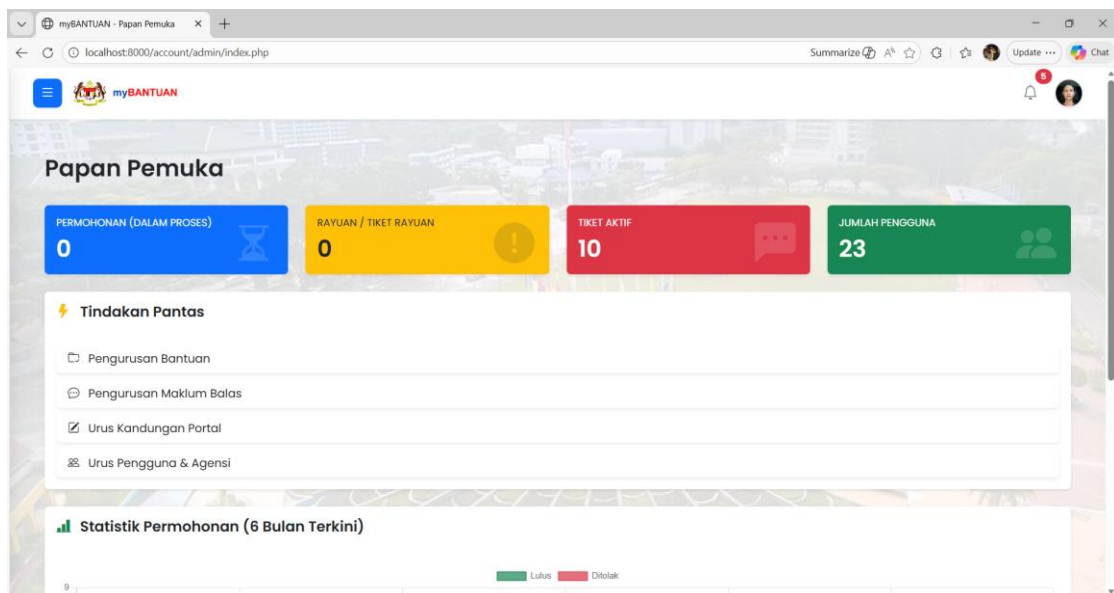 myBANTUAN - Papan Pemuka
localhost:8000/account/admin/index.php
Summarize
Update
Chat
myBANTUAN
5
Papan Pemuka
PERMOHONAN (DALAM PROSES)
0
RAYUAN / TIKET RAYUAN
0
TIKET AKTIF
10
JUMLAH PENGGUNA
23
Tindakan Pantas
Pengurusan Bantuan
Pengurusan Maklum Balas
Urus Kandungan Portal
Urus Pengguna & Agensi
Statistik Permohonan (6 Bulan Terkini)
Lulus
Ditolak
9